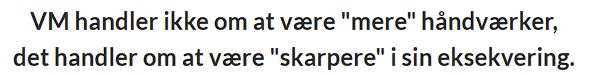 VM handler ikke om at være "mere" håndværker,
det handler om at være "skarpere" i sin eksekvering.